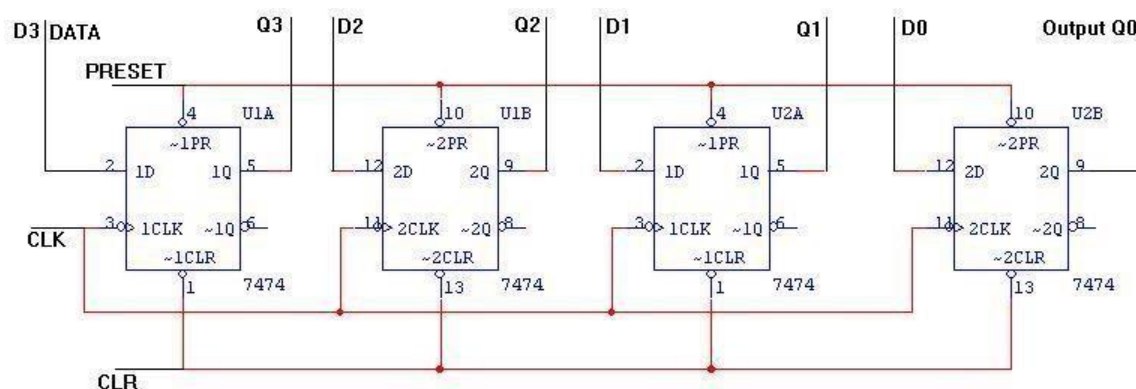 D3 DATA Q3 D2 Q2 D1 Q1 D0 Output Q0
PRESET
4 U1A 10 U1B 4 U2A 10 U2B
~1PR ~2PR ~1PR ~2PR
2 1D 1Q 5 12 2D 2Q 9 2 1D 1Q 5 12 2D 2Q 9
3 1CLK ~1Q 6 11 2CLK ~2Q 8 3 1CLK ~1Q 6 11 2CLK ~2Q 8
CLK
~1CLR ~2CLR ~1CLR ~2CLR
1 7474 13 7474 1 7474 13 7474
CLR